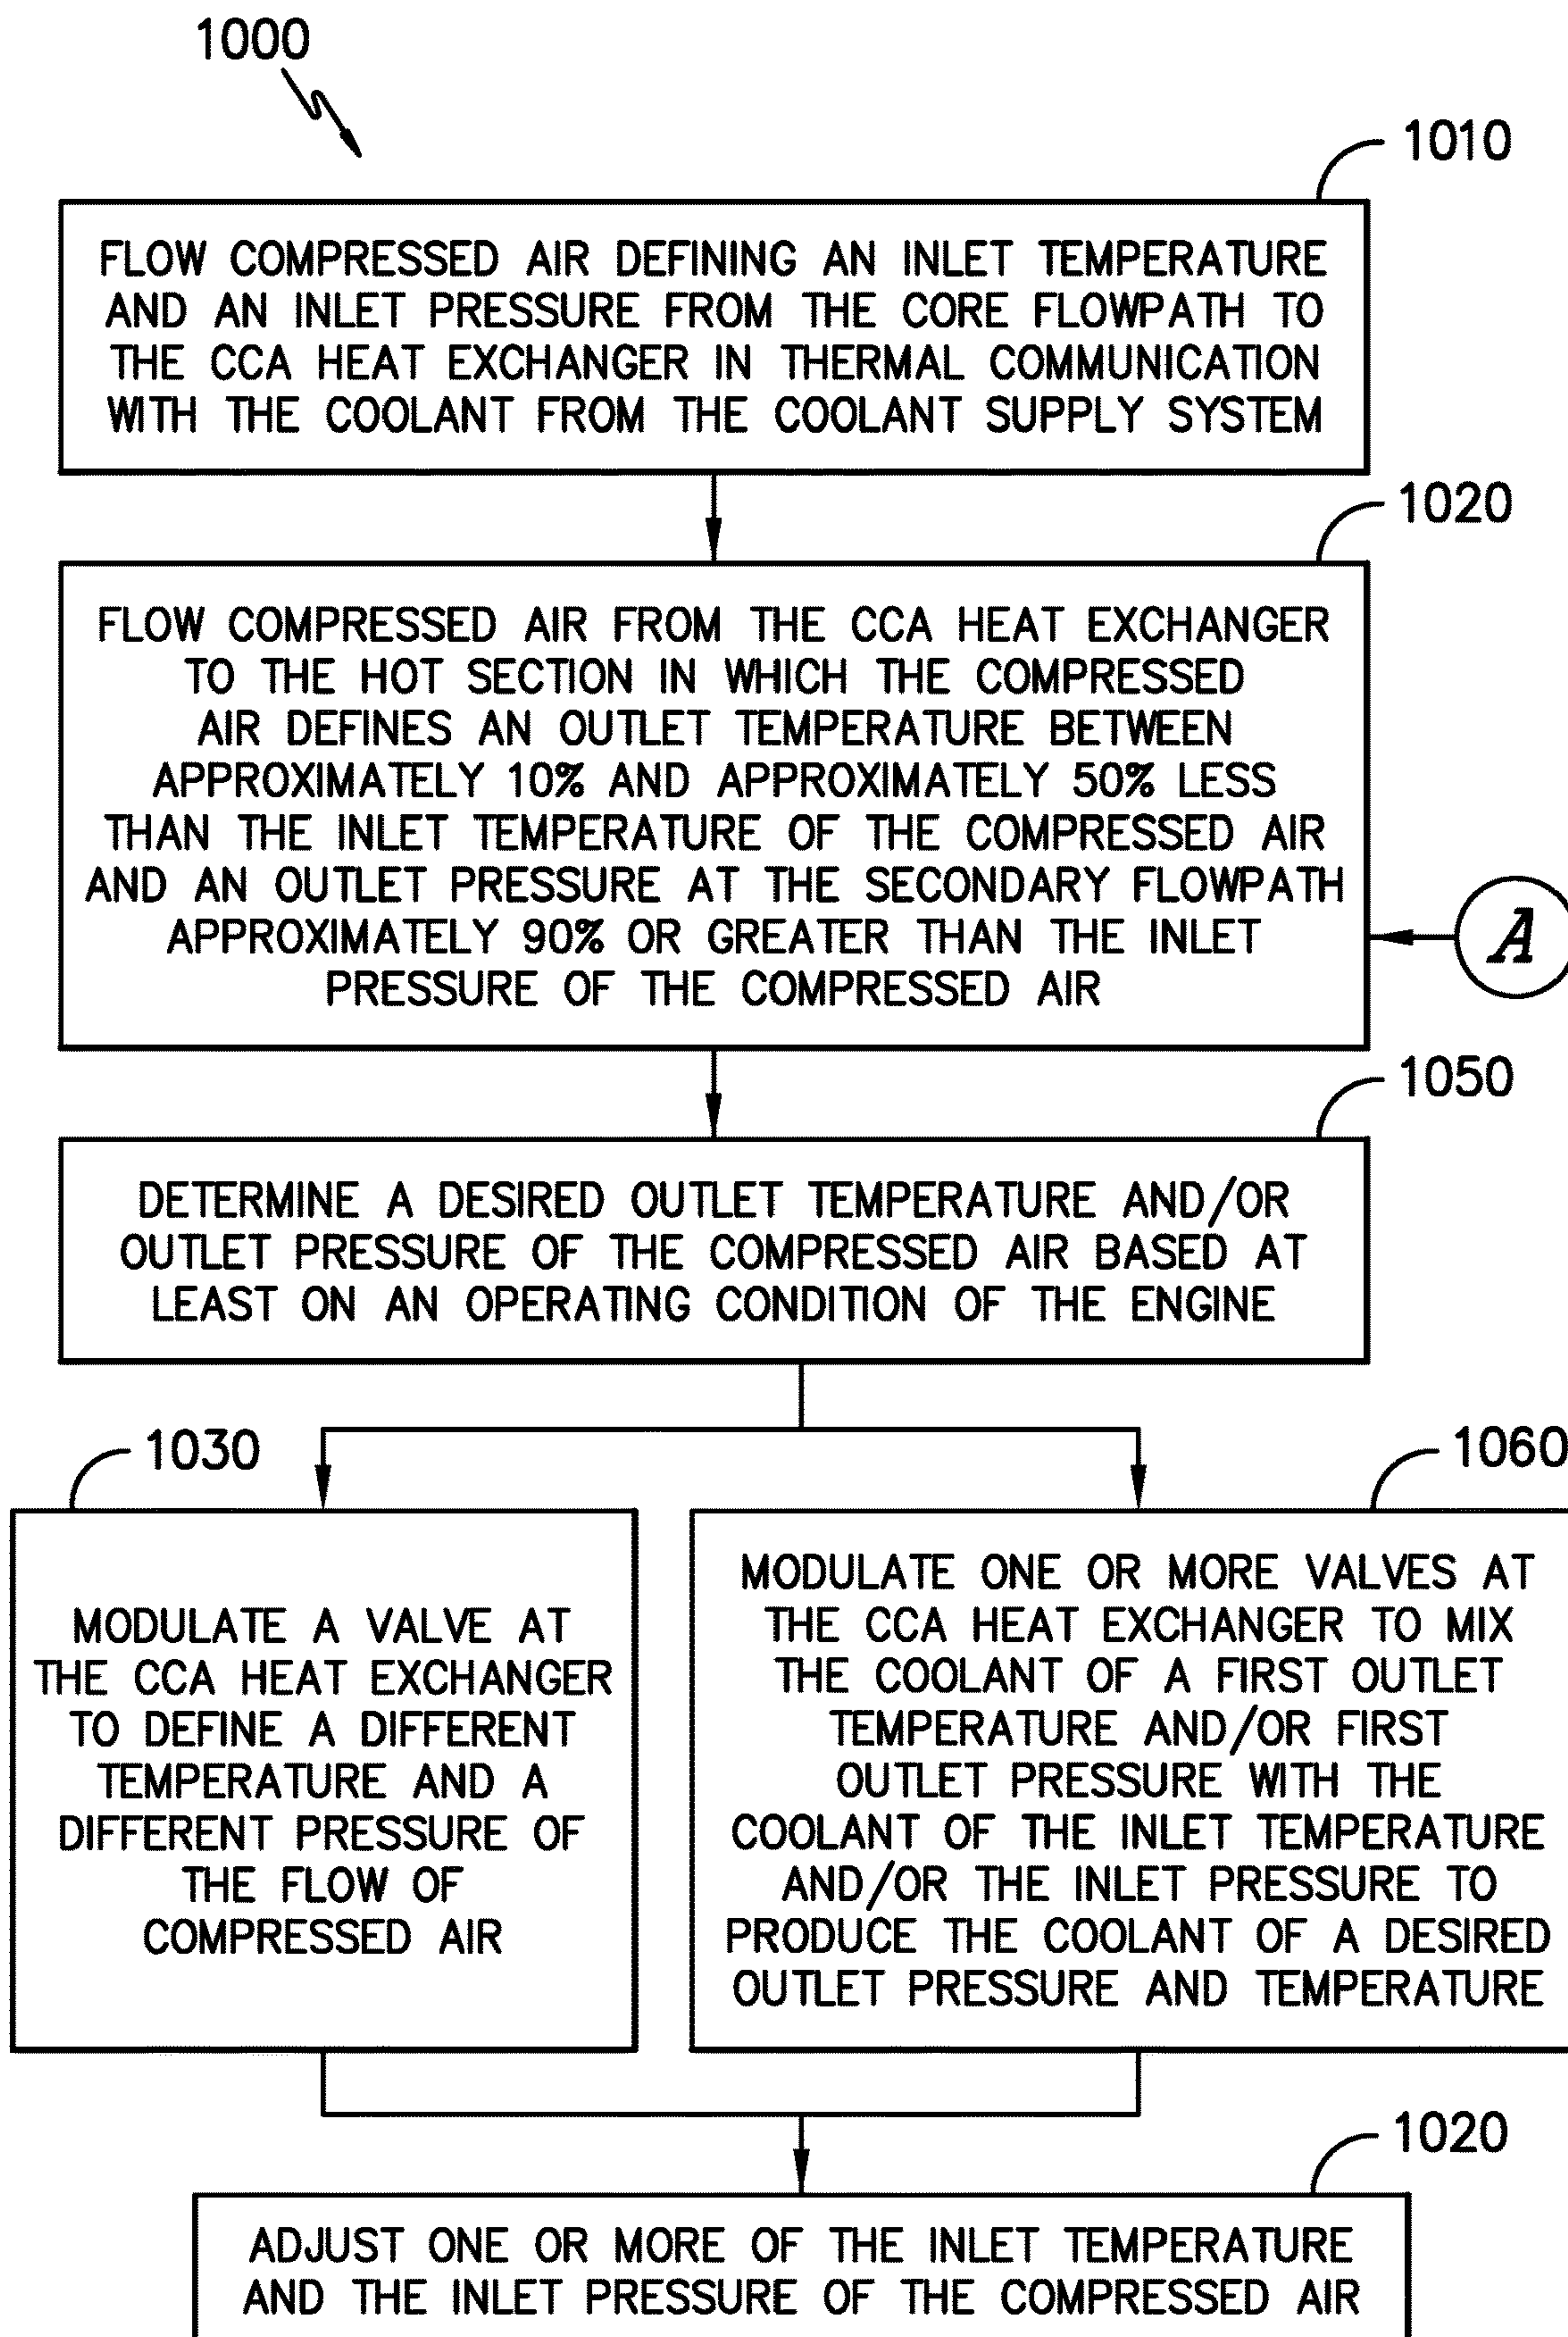 1000
1010
FLOW COMPRESSED AIR DEFINING AN INLET TEMPERATURE
AND AN INLET PRESSURE FROM THE CORE FLOWPATH TO
THE CCA HEAT EXCHANGER IN THERMAL COMMUNICATION
WITH THE COOLANT FROM THE COOLANT SUPPLY SYSTEM
1020
FLOW COMPRESSED AIR FROM THE CCA HEAT EXCHANGER
TO THE HOT SECTION IN WHICH THE COMPRESSED
AIR DEFINES AN OUTLET TEMPERATURE BETWEEN
APPROXIMATELY 10% AND APPROXIMATELY 50% LESS
THAN THE INLET TEMPERATURE OF THE COMPRESSED AIR
AND AN OUTLET PRESSURE AT THE SECONDARY FLOWPATH
APPROXIMATELY 90% OR GREATER THAN THE INLET
PRESSURE OF THE COMPRESSED AIR
A
1050
DETERMINE A DESIRED OUTLET TEMPERATURE AND/OR
OUTLET PRESSURE OF THE COMPRESSED AIR BASED AT
LEAST ON AN OPERATING CONDITION OF THE ENGINE
1030
MODULATE A VALVE AT
THE CCA HEAT EXCHANGER
TO DEFINE A DIFFERENT
TEMPERATURE AND A
DIFFERENT PRESSURE OF
THE FLOW OF
COMPRESSED AIR
1060
MODULATE ONE OR MORE VALVES AT
THE CCA HEAT EXCHANGER TO MIX
THE COOLANT OF A FIRST OUTLET
TEMPERATURE AND/OR FIRST
OUTLET PRESSURE WITH THE
COOLANT OF THE INLET TEMPERATURE
AND/OR THE INLET PRESSURE TO
PRODUCE THE COOLANT OF A DESIRED
OUTLET PRESSURE AND TEMPERATURE
1020
ADJUST ONE OR MORE OF THE INLET TEMPERATURE
AND THE INLET PRESSURE OF THE COMPRESSED AIR